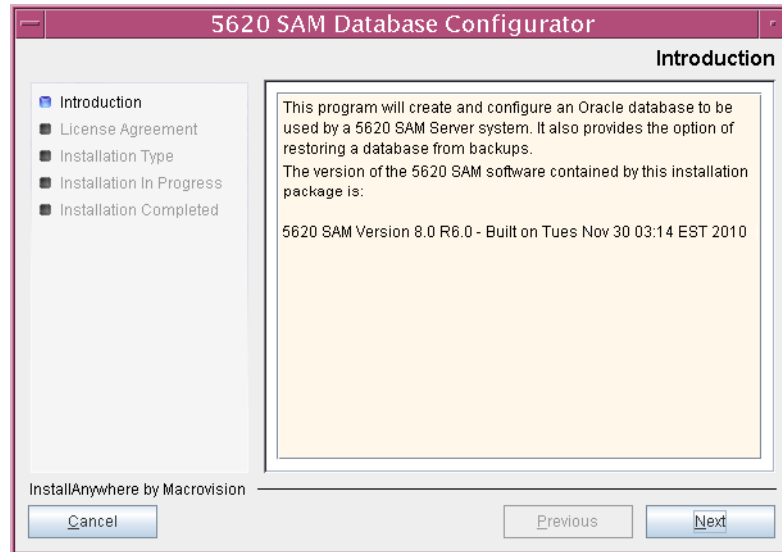 5620 SAM Database Configurator
Introduction
Introduction
License Agreement
Installation Type
Installation In Progress
Installation Completed
This program will create and configure an Oracle database to be
used by a 5620 SAM Server system. It also provides the option of
restoring a database from backups.
The version of the 5620 SAM software contained by this installation
package is:
5620 SAM Version 8.0 R6.0 - Built on Tues Nov 30 03:14 EST 2010
InstallAnywhere by Macrovision
Cancel
Previous
Next